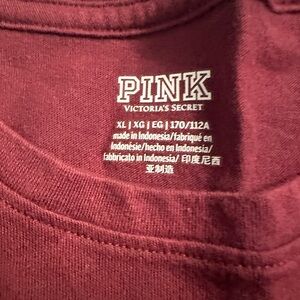 PINK
VICTORIA'S SECRET
XL | XG | EG | 170/112A
made in Indonesia/fabriqué en
Indonésie/hecho en Indonesia/
fabbricato in Indonesia/ 印度尼西
亚制造